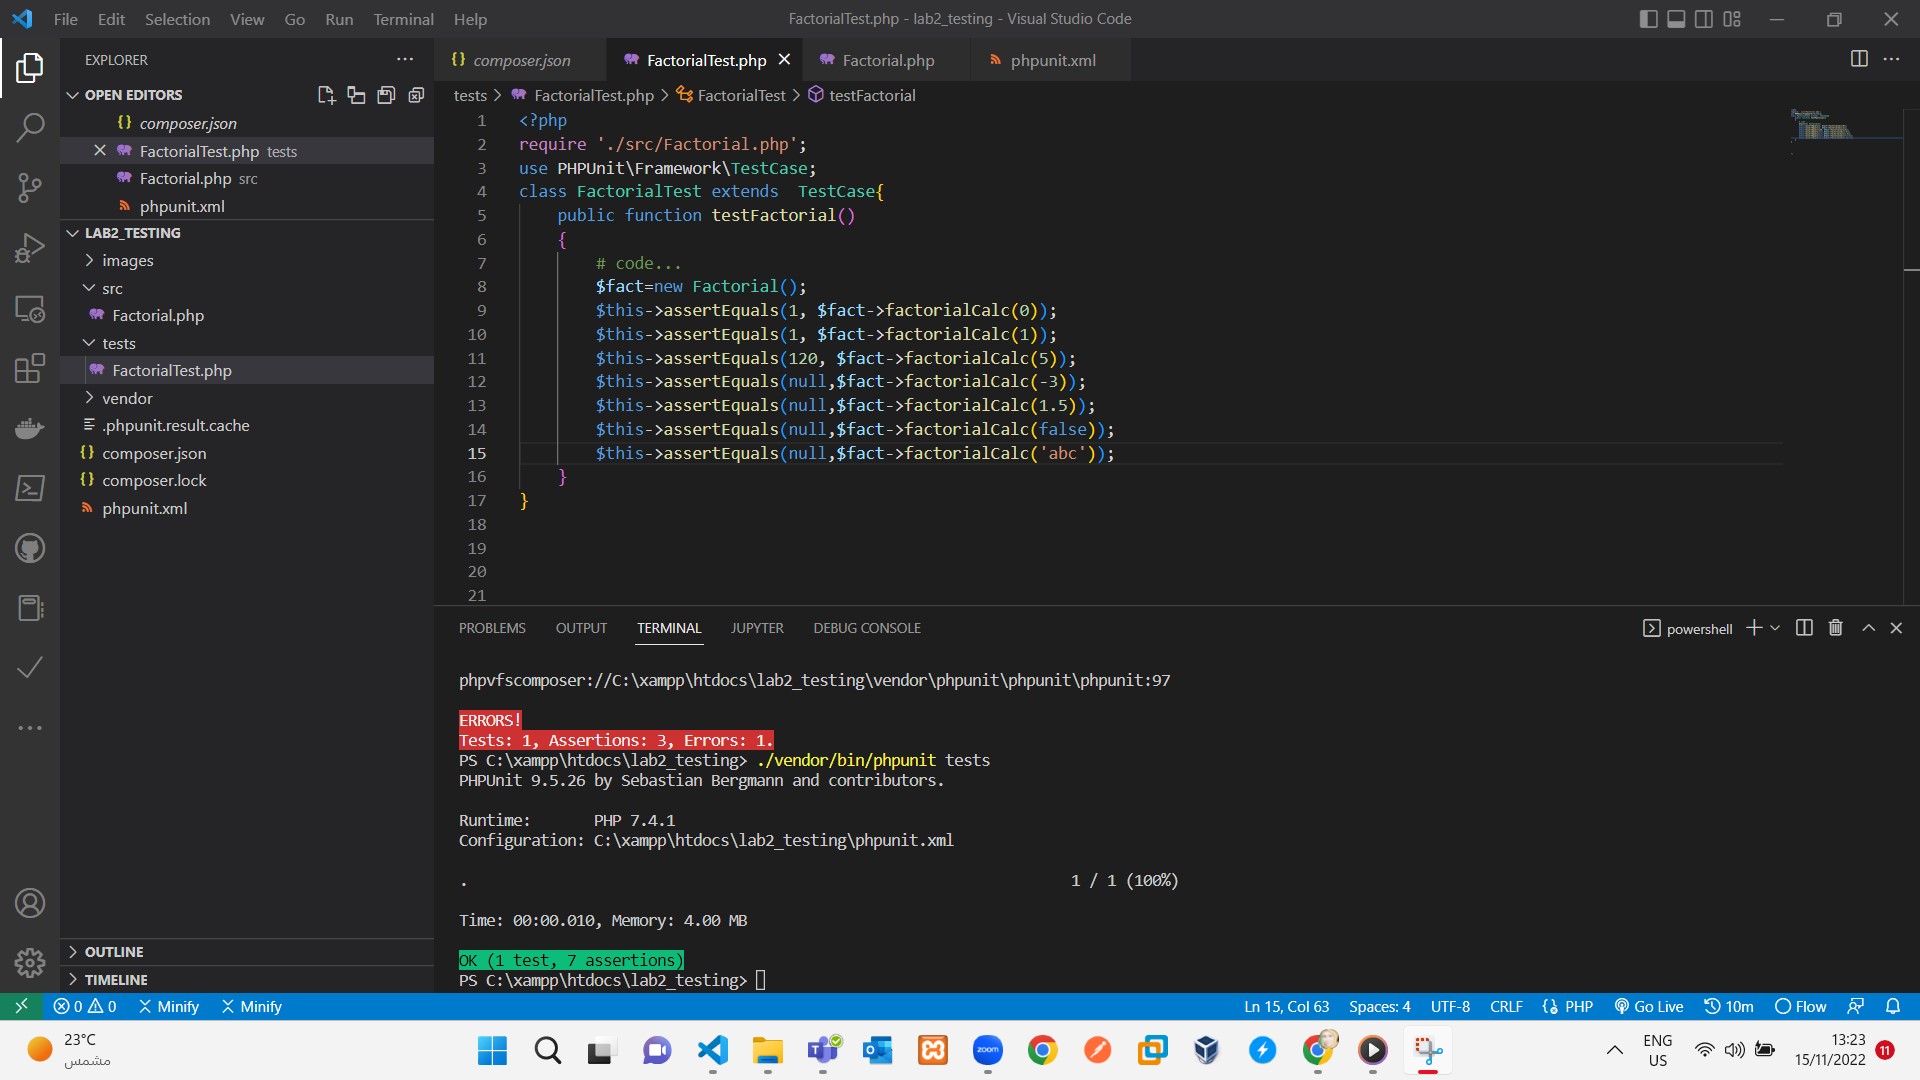 File Edit Selection View Go Run Terminal Help
FactorialTest.php - lab2_testing - Visual Studio Code
EXPLORER
OPEN EDITORS
composer.json
FactorialTest.php tests
Factorial.php src
phpunit.xml
LAB2_TESTING
images
src
Factorial.php
tests
FactorialTest.php
vendor
.phpunit.result.cache
composer.json
composer.lock
phpunit.xml
OUTLINE
TIMELINE
composer.json FactorialTest.php Factorial.php phpunit.xml
tests > FactorialTest.php > FactorialTest > testFactorial
1 <?php
2 require './src/Factorial.php';
3 use PHPUnit\Framework\TestCase;
4 class FactorialTest extends  TestCase{
5 public function testFactorial()
6 {
7 # code...
8 $fact=new Factorial();
9 $this->assertEquals(1, $fact->factorialCalc(0));
10 $this->assertEquals(1, $fact->factorialCalc(1));
11 $this->assertEquals(120, $fact->factorialCalc(5));
12 $this->assertEquals(null,$fact->factorialCalc(-3));
13 $this->assertEquals(null,$fact->factorialCalc(1.5));
14 $this->assertEquals(null,$fact->factorialCalc(false));
15 $this->assertEquals(null,$fact->factorialCalc('abc'));
16 }
17 }
18
19
20
21
PROBLEMS OUTPUT TERMINAL JUPYTER DEBUG CONSOLE
powershell
phpvfscomposer://C:\xampp\htdocs\lab2_testing\vendor\phpunit\phpunit\phpunit:97
ERRORS!
Tests: 1, Assertions: 3, Errors: 1.
PS C:\xampp\htdocs\lab2_testing> ./vendor/bin/phpunit tests
PHPUnit 9.5.26 by Sebastian Bergmann and contributors.
Runtime: PHP 7.4.1
Configuration: C:\xampp\htdocs\lab2_testing\phpunit.xml
. 1 / 1 (100%)
Time: 00:00.010, Memory: 4.00 MB
OK (1 test, 7 assertions)
PS C:\xampp\htdocs\lab2_testing>
0 0 Minify Minify
Ln 15, Col 63 Spaces: 4 UTF-8 CRLF PHP Go Live 10m Flow
23°C
مشمس
zoom
ENG
US
13:23
15/11/2022
11